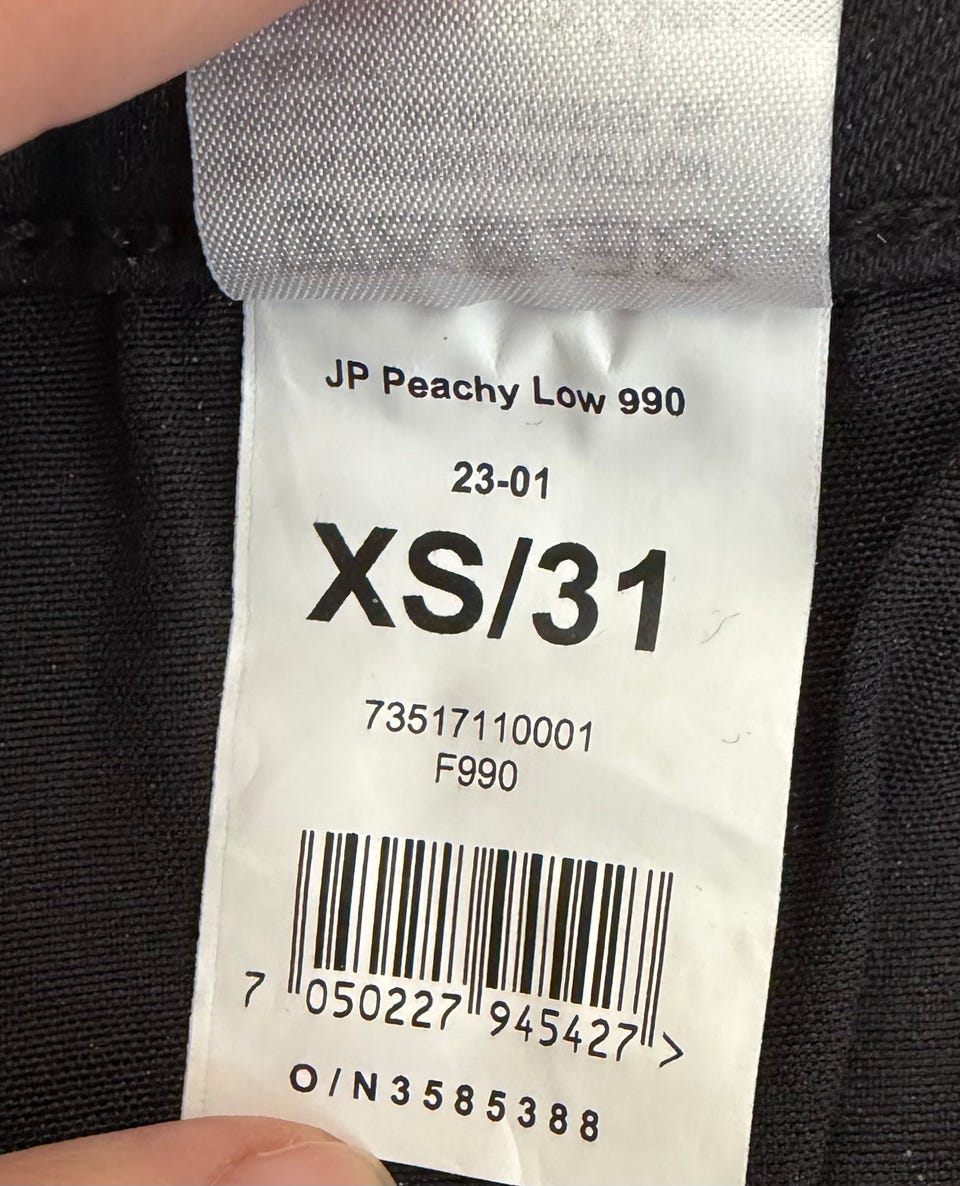 JP Peachy Low 990
23-01
XS/31
73517110001
F990
7 050227 945427 >
O/N3585388